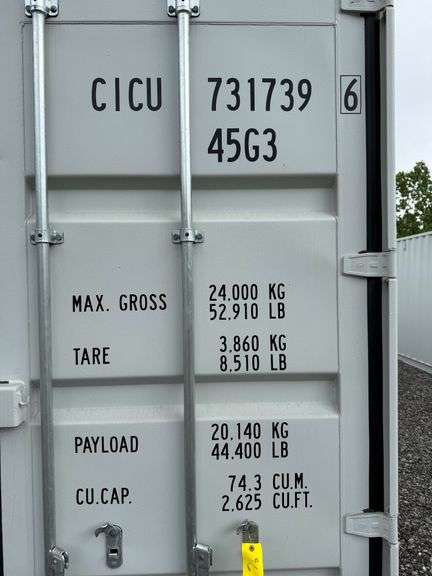 CICU 731739 6
45G3
MAX. GROSS 24.000 KG
52.910 LB
TARE 3.860 KG
8.510 LB
PAYLOAD 20.140 KG
44.400 LB
CU.CAP. 74.3 CU.M.
2.625 CU.FT.